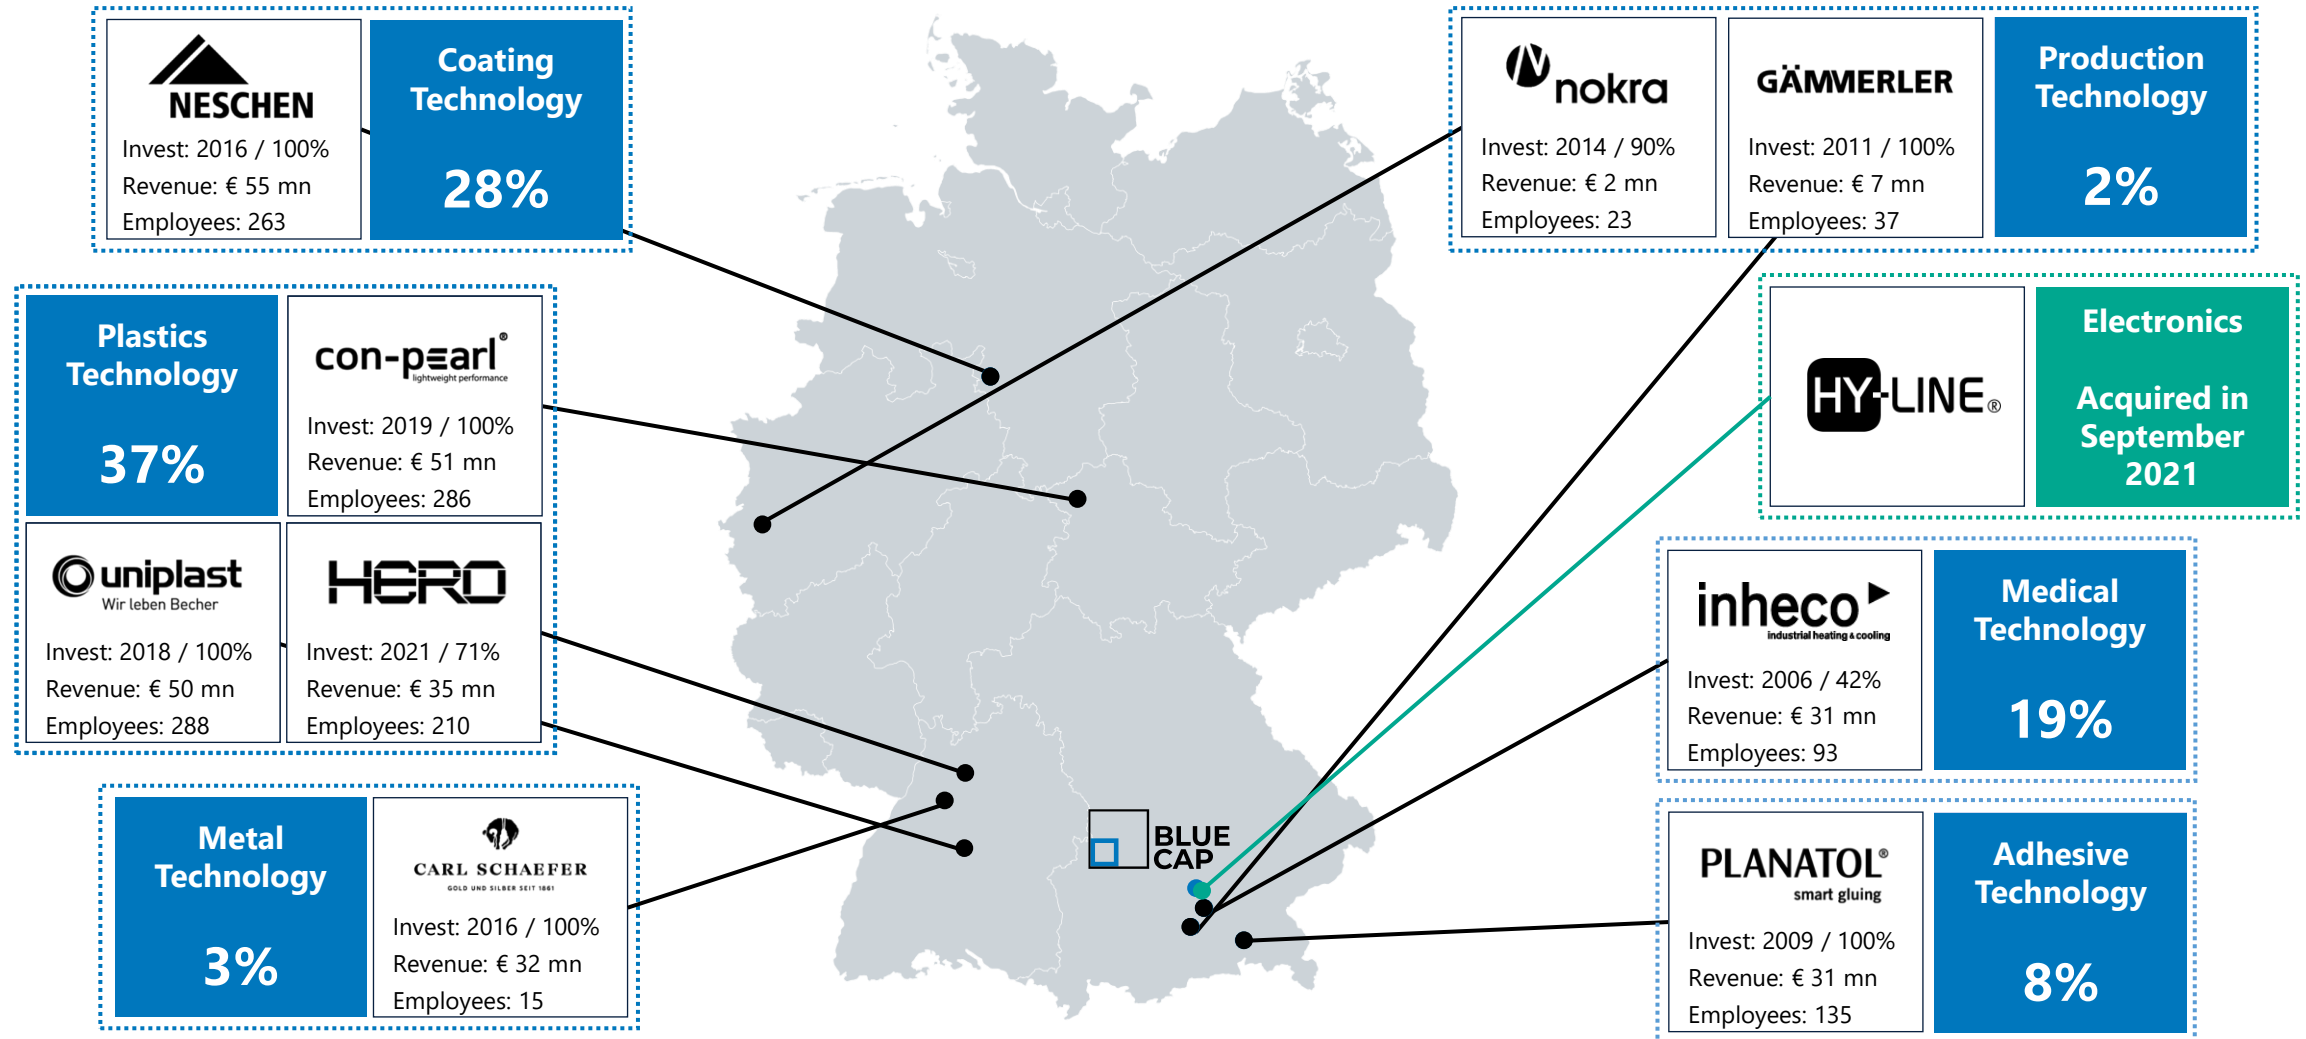 NESCHEN
Invest: 2016 / 100%
Revenue: € 55 mn
Employees: 263
Coating
Technology
28%
nokra
Invest: 2014 / 90%
Revenue: € 2 mn
Employees: 23
GÄMMERLER
Invest: 2011 / 100%
Revenue: € 7 mn
Employees: 37
Production
Technology
2%
Plastics
Technology
37%
con-pearl®
lightweight performance
Invest: 2019 / 100%
Revenue: € 51 mn
Employees: 286
HY-LINE®
Electronics
Acquired in
September
2021
uniplast
Wir leben Becher
Invest: 2018 / 100%
Revenue: € 50 mn
Employees: 288
HERO
Invest: 2021 / 71%
Revenue: € 35 mn
Employees: 210
inheco
industrial heating & cooling
Invest: 2006 / 42%
Revenue: € 31 mn
Employees: 93
Medical
Technology
19%
Metal
Technology
3%
CARL SCHAEFER
GOLD UND SILBER SEIT 1861
Invest: 2016 / 100%
Revenue: € 32 mn
Employees: 15
BLUE
CAP
PLANATOL®
smart gluing
Invest: 2009 / 100%
Revenue: € 31 mn
Employees: 135
Adhesive
Technology
8%